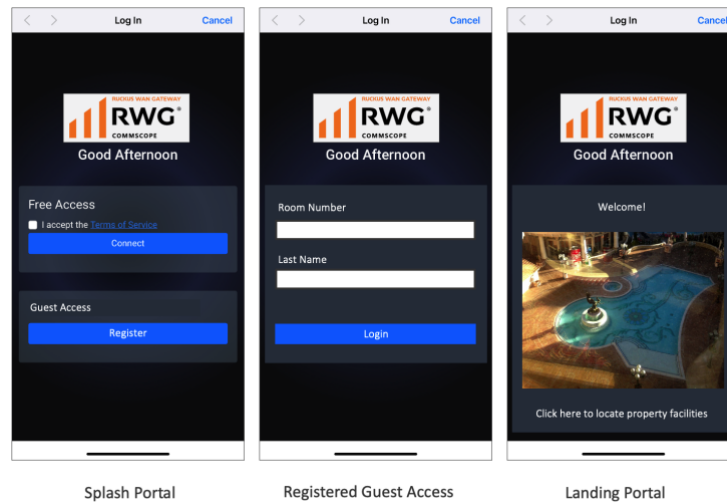 Log In
Cancel
RUCKUS WAN GATEWAY
RWG
COMMSCOPE
Good Afternoon
Free Access
I accept the Terms of Service
Connect
Guest Access
Register
Splash Portal
Log In
Cancel
RUCKUS WAN GATEWAY
RWG
COMMSCOPE
Good Afternoon
Room Number
Last Name
Login
Registered Guest Access
Log In
Cancel
RUCKUS WAN GATEWAY
RWG
COMMSCOPE
Good Afternoon
Welcome!
Click here to locate property facilities
Landing Portal